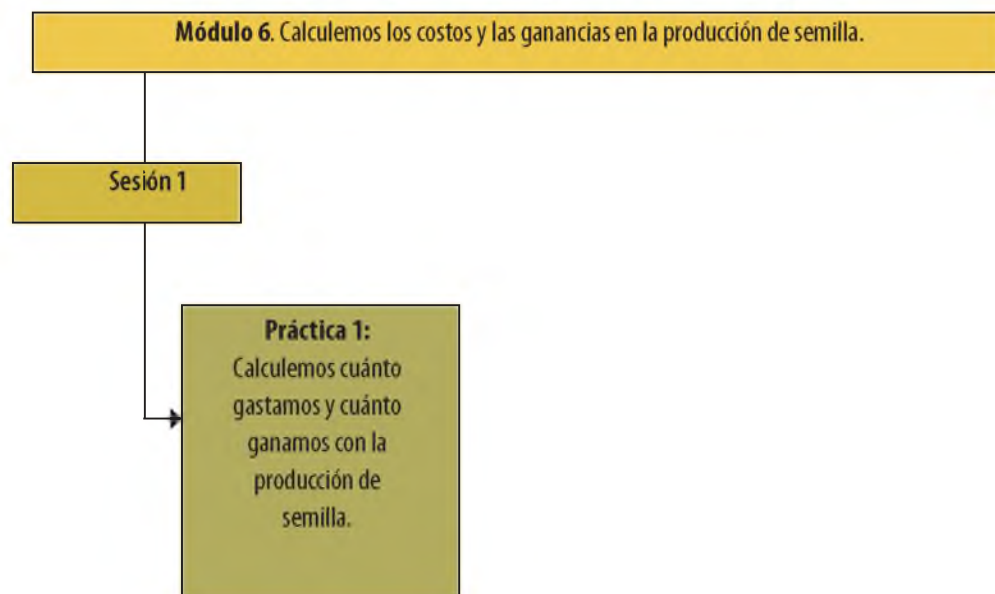 Módulo 6. Calculemos los costos y las ganancias en la producción de semilla.
Sesión 1
Práctica 1:
Calculemos cuánto
gastamos y cuánto
ganamos con la
producción de
semilla.